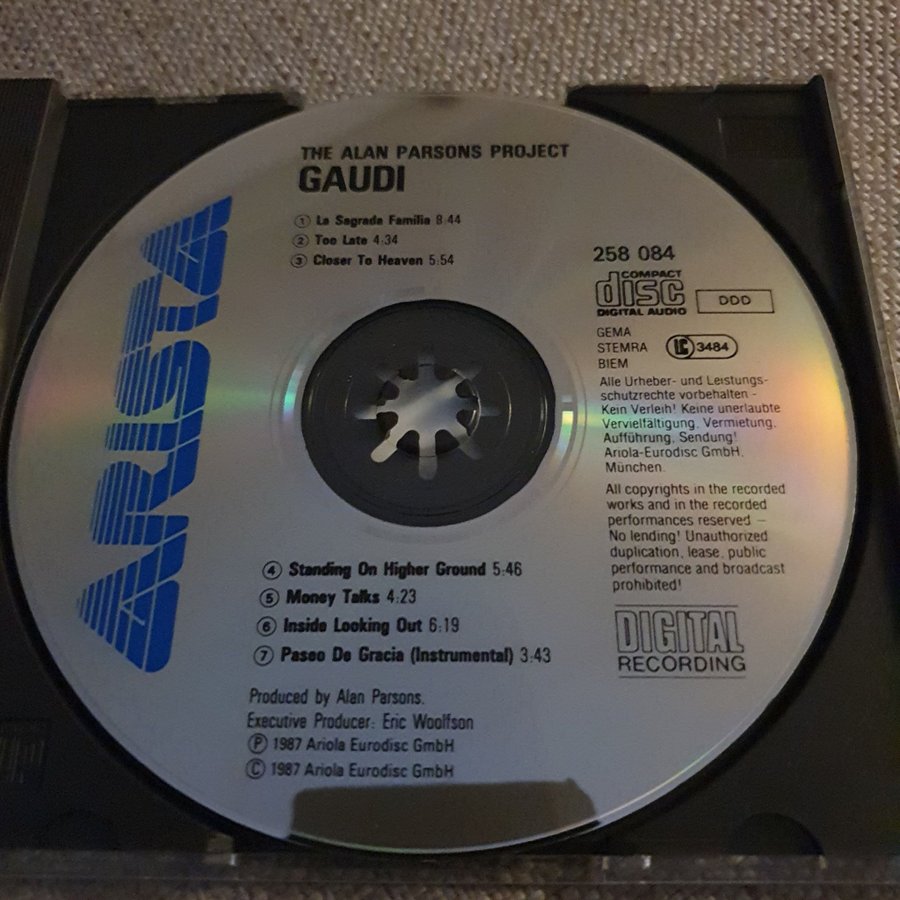 THE ALAN PARSONS PROJECT
GAUDI
① La Sagrada Familia 8:44
② Too Late 4:34
③ Closer To Heaven 5:54
ARISTA
258 084
COMPACT
disc
DIGITAL AUDIO
DDD
GEMA
STEMRA
BIEM
LC 3484
Alle Urheber- und Leistungs-
schutzrechte vorbehalten -
Kein Verleih! Keine unerlaubte
Vervielfältigung, Vermietung,
Aufführung, Sendung!
Ariola-Eurodisc GmbH,
München.
All copyrights in the recorded
works and in the recorded
performances reserved —
No lending! Unauthorized
duplication, lease, public
performance and broadcast
prohibited!
DIGITAL
RECORDING
④ Standing On Higher Ground 5:46
⑤ Money Talks 4:23
⑥ Inside Looking Out 6:19
⑦ Paseo De Gracia (Instrumental) 3:43
Produced by Alan Parsons.
Executive Producer: Eric Woolfson
Ⓟ 1987 Ariola Eurodisc GmbH
Ⓒ 1987 Ariola Eurodisc GmbH